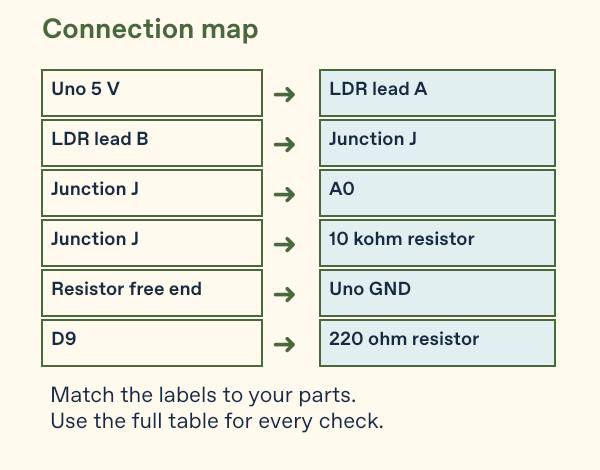 Connection map
Uno 5 V → LDR lead A
LDR lead B → Junction J
Junction J → A0
Junction J → 10 kohm resistor
Resistor free end → Uno GND
D9 → 220 ohm resistor
Match the labels to your parts.
Use the full table for every check.